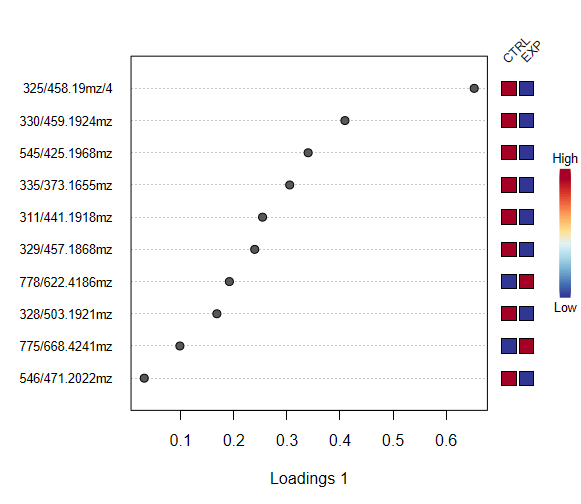 CTRL
EXP
325/458.19mz/4
330/459.1924mz
545/425.1968mz
335/373.1655mz
311/441.1918mz
329/457.1868mz
778/622.4186mz
328/503.1921mz
775/668.4241mz
546/471.2022mz
High
Low
0.1 0.2 0.3 0.4 0.5 0.6
Loadings 1